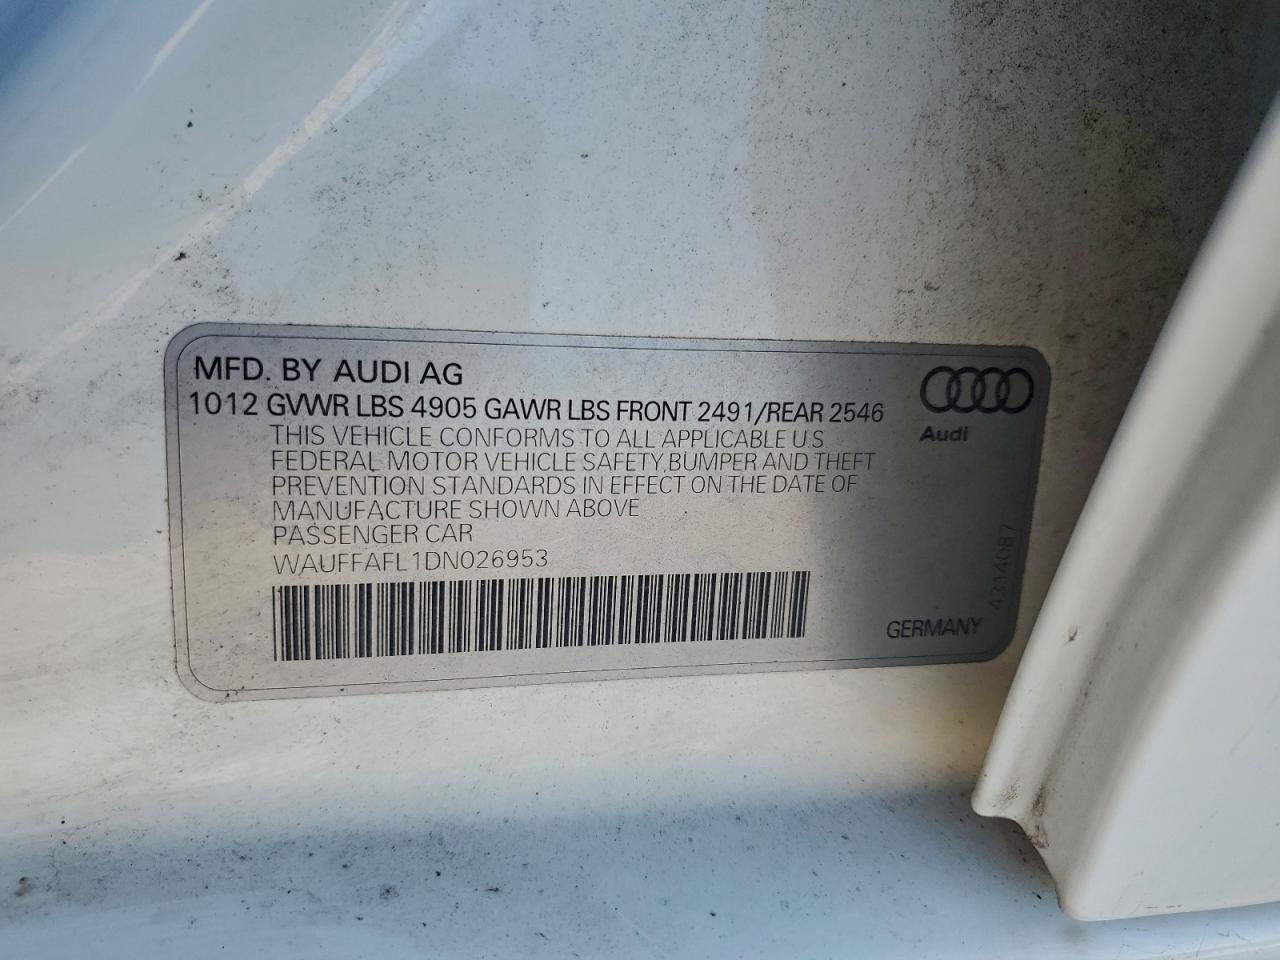 MFD. BY AUDI AG
1012 GVWR LBS 4905 GAWR LBS FRONT 2491/REAR 2546
THIS VEHICLE CONFORMS TO ALL APPLICABLE U.S.
FEDERAL MOTOR VEHICLE SAFETY, BUMPER AND THEFT
PREVENTION STANDARDS IN EFFECT ON THE DATE OF
MANUFACTURE SHOWN ABOVE
PASSENGER CAR
WAUFFAFL1DN026953
Audi
GERMANY
4314087